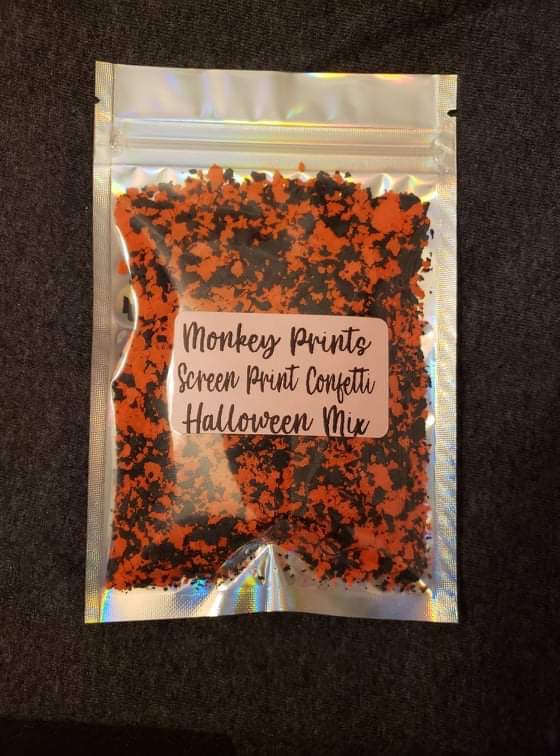 Monkey Prints
Screen Print Confetti
Halloween Mix